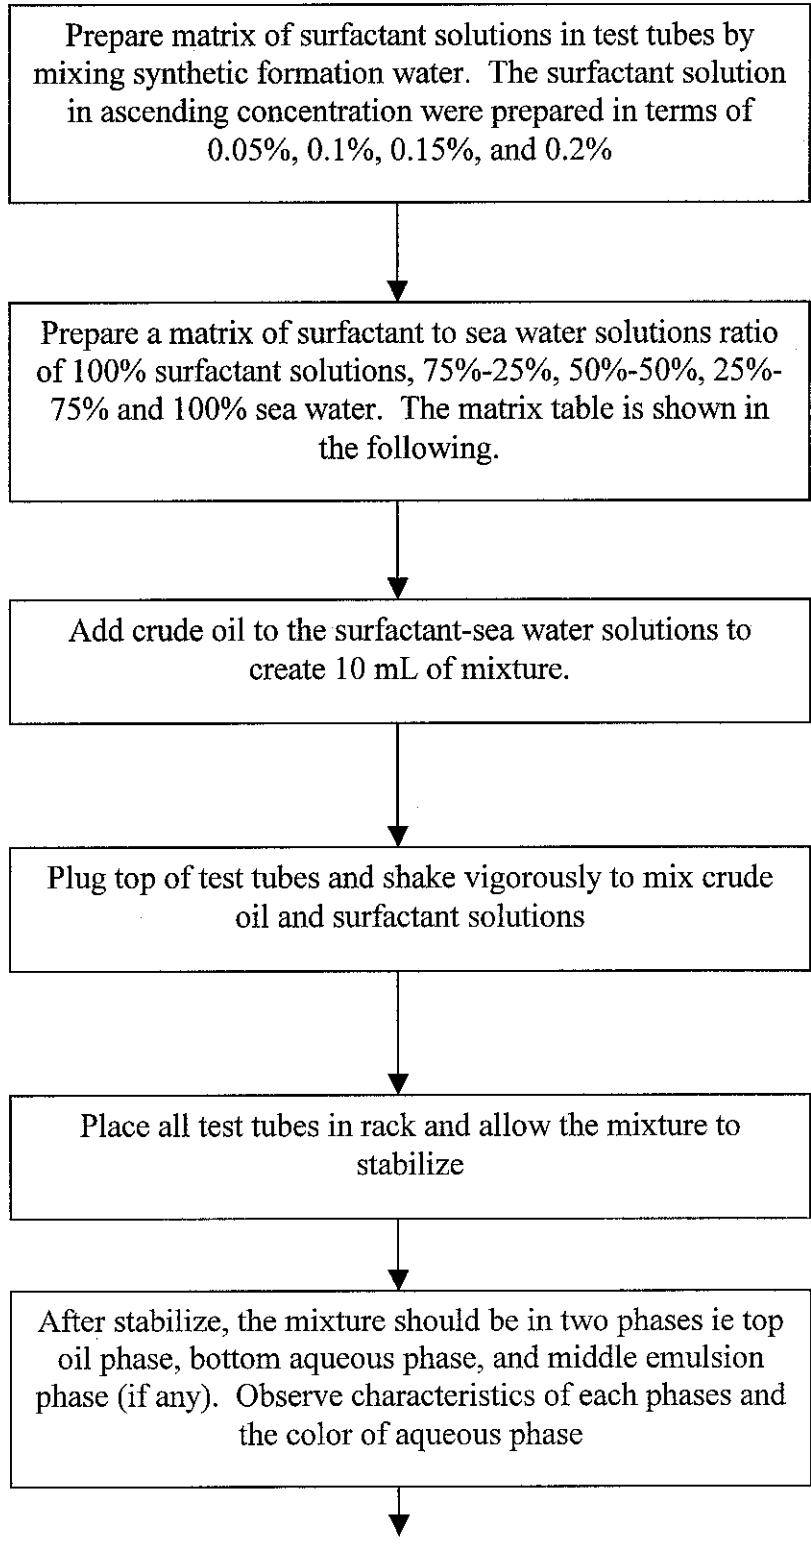 Prepare matrix of surfactant solutions in test tubes by
mixing synthetic formation water.  The surfactant solution
in ascending concentration were prepared in terms of
0.05%, 0.1%, 0.15%, and 0.2%
Prepare a matrix of surfactant to sea water solutions ratio
of 100% surfactant solutions, 75%-25%, 50%-50%, 25%-
75% and 100% sea water.  The matrix table is shown in
the following.
Add crude oil to the surfactant-sea water solutions to
create 10 mL of mixture.
Plug top of test tubes and shake vigorously to mix crude
oil and surfactant solutions
Place all test tubes in rack and allow the mixture to
stabilize
After stabilize, the mixture should be in two phases ie top
oil phase, bottom aqueous phase, and middle emulsion
phase (if any).  Observe characteristics of each phases and
the color of aqueous phase